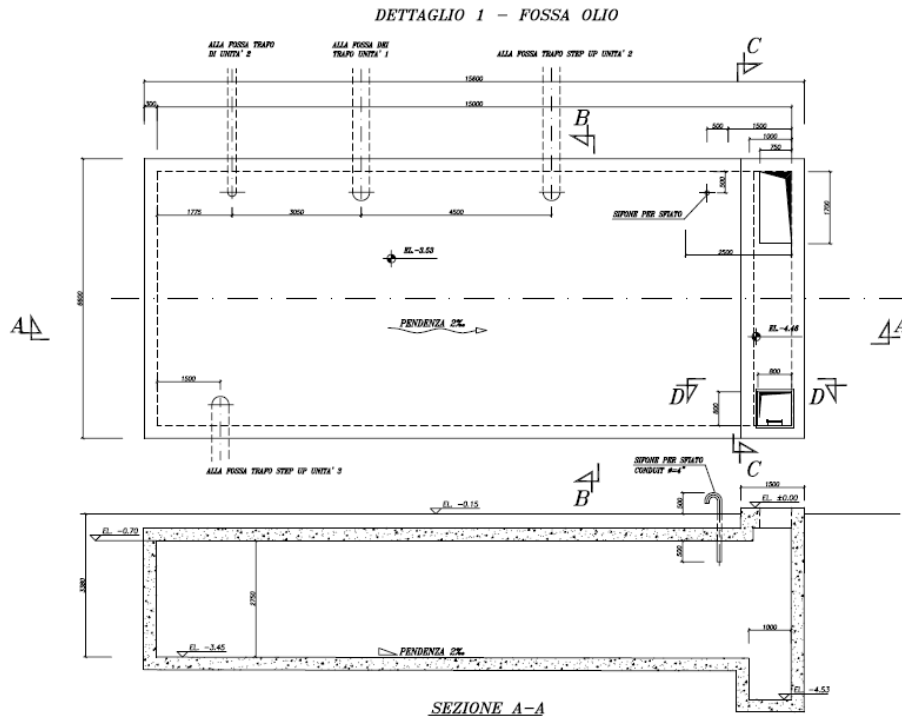 DETTAGLIO 1 - FOSSA OLIO
ALLA FOSSA TRAFO
DI UNITA' 2
ALLA FOSSA DEI
TRAFO UNITA' 1
ALLA FOSSA TRAFO STEP UP UNITA' 2
C
15600
300
15000
B
500
1500
1000
750
500
1700
1775
3050
4500
SIFONE PER SFIATO
2500
EL.-3.53
6600
A
A
PENDENZA 2‰
EL.-4.46
800
1500
D
D
800
ALLA FOSSA TRAFO STEP UP UNITA' 3
C
SIFONE PER SFIATO
CONDUIT ø=4"
B
1500
EL. -0.15
500
EL. ±0.00
EL. -0.70
500
3380
2750
1000
EL. -3.45
PENDENZA 2‰
EL. -4.53
SEZIONE A-A